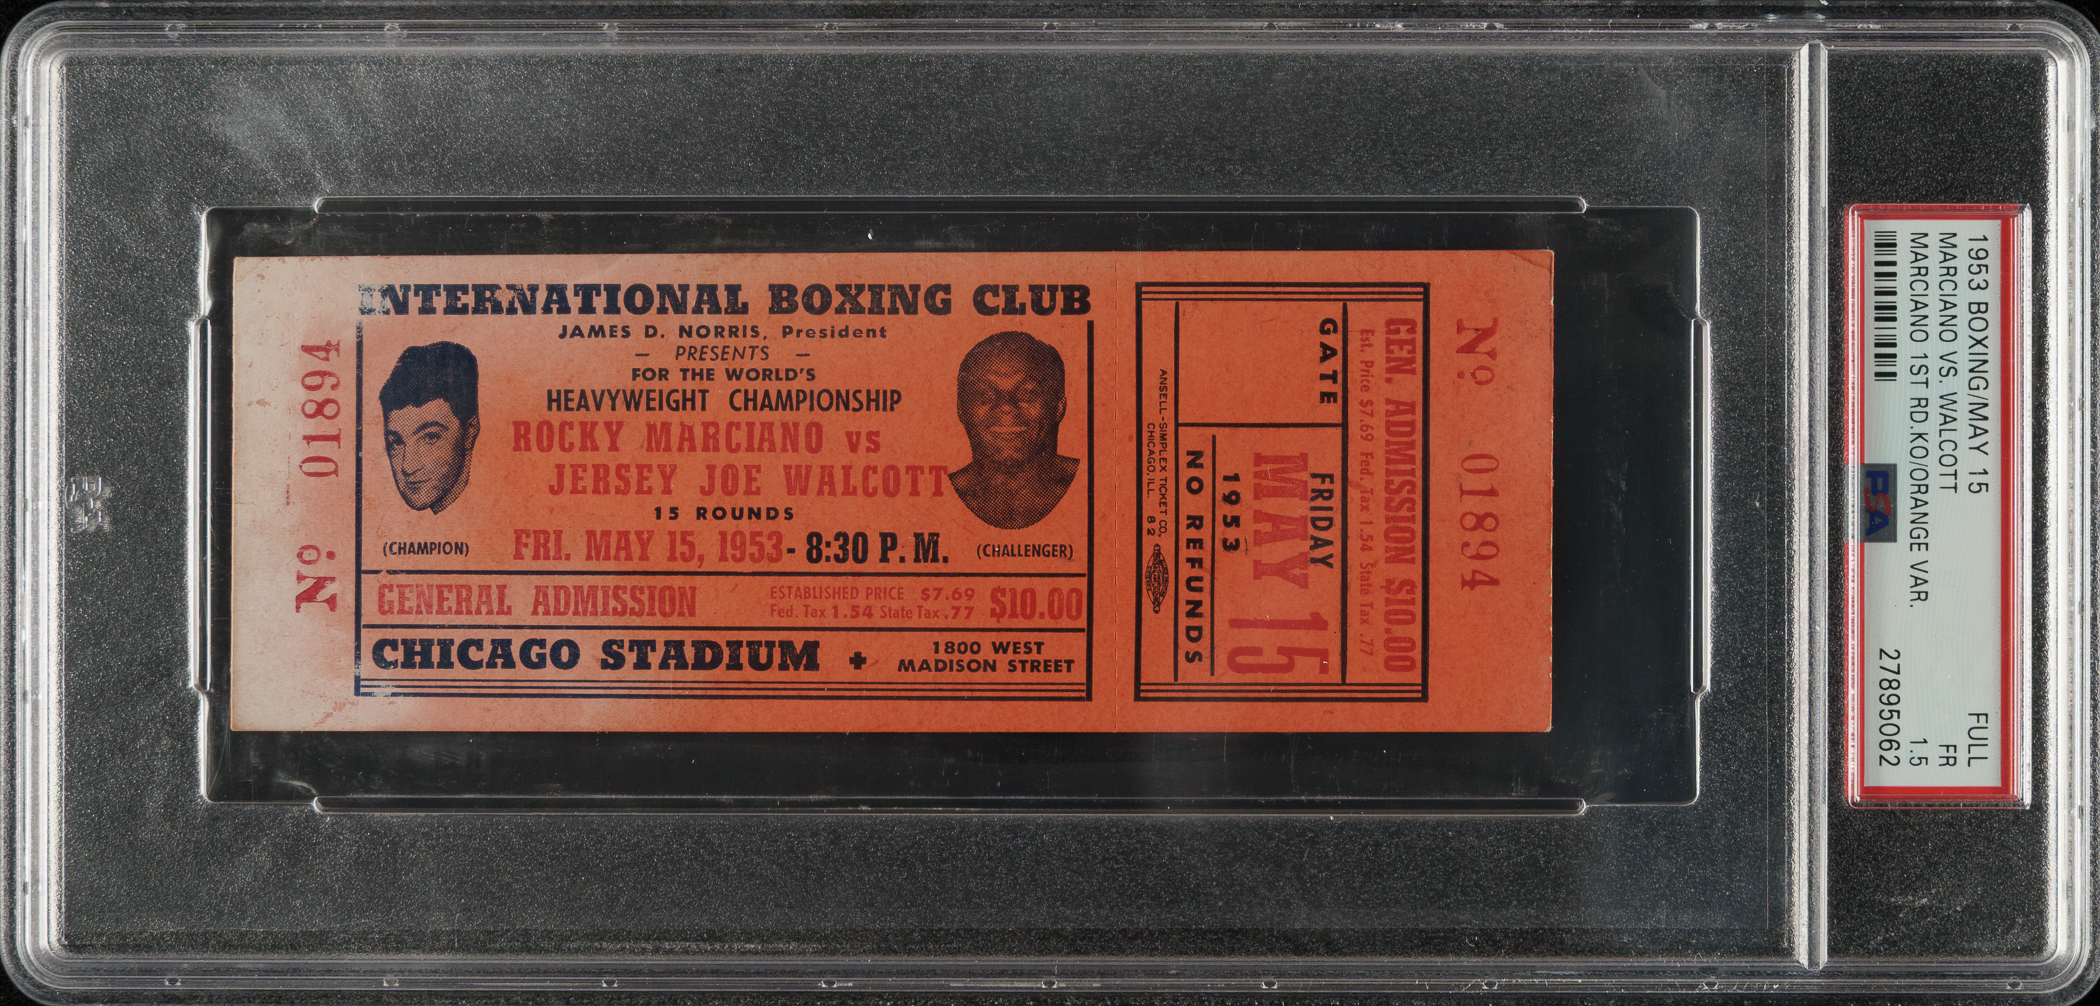 Nº 01894
INTERNATIONAL BOXING CLUB
JAMES D. NORRIS, President
— PRESENTS —
FOR THE WORLD'S
HEAVYWEIGHT CHAMPIONSHIP
ROCKY MARCIANO VS
JERSEY JOE WALCOTT
15 ROUNDS
(CHAMPION)
FRI. MAY 15, 1953- 8:30 P.M.
(CHALLENGER)
GENERAL ADMISSION
ESTABLISHED PRICE $7.69
Fed. Tax 1.54 State Tax .77
$10.00
CHICAGO STADIUM +
1800 WEST
MADISON STREET
Nº 01894
GEN. ADMISSION $10.00
Est. Price $7.69 Fed. Tax 1.54 State Tax .77
GATE
FRIDAY
MAY 15
1953
NO REFUNDS
ANSELL-SIMPLEX TICKET CO.
CHICAGO, ILL. 82
1953 BOXING/MAY 15 FULL
MARCIANO VS. WALCOTT FR
MARCIANO 1ST RD.KO/ORANGE VAR. 1.5
27895062
PSA